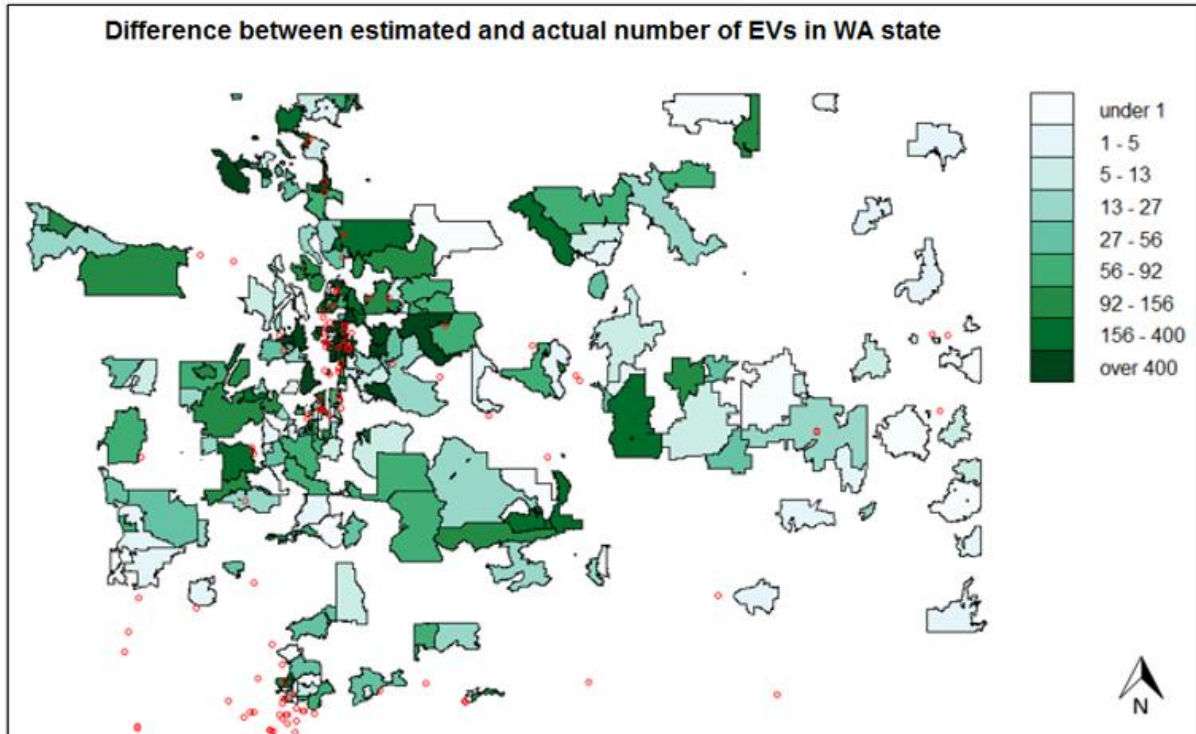 Difference between estimated and actual number of EVs in WA state
under 1
1 - 5
5 - 13
13 - 27
27 - 56
56 - 92
92 - 156
156 - 400
over 400
N